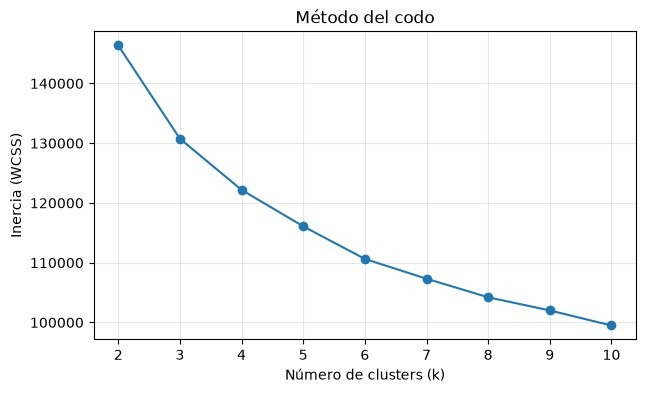 Método del codo
Inercia (WCSS)
140000
130000
120000
110000
100000
2 3 4 5 6 7 8 9 10
Número de clusters (k)